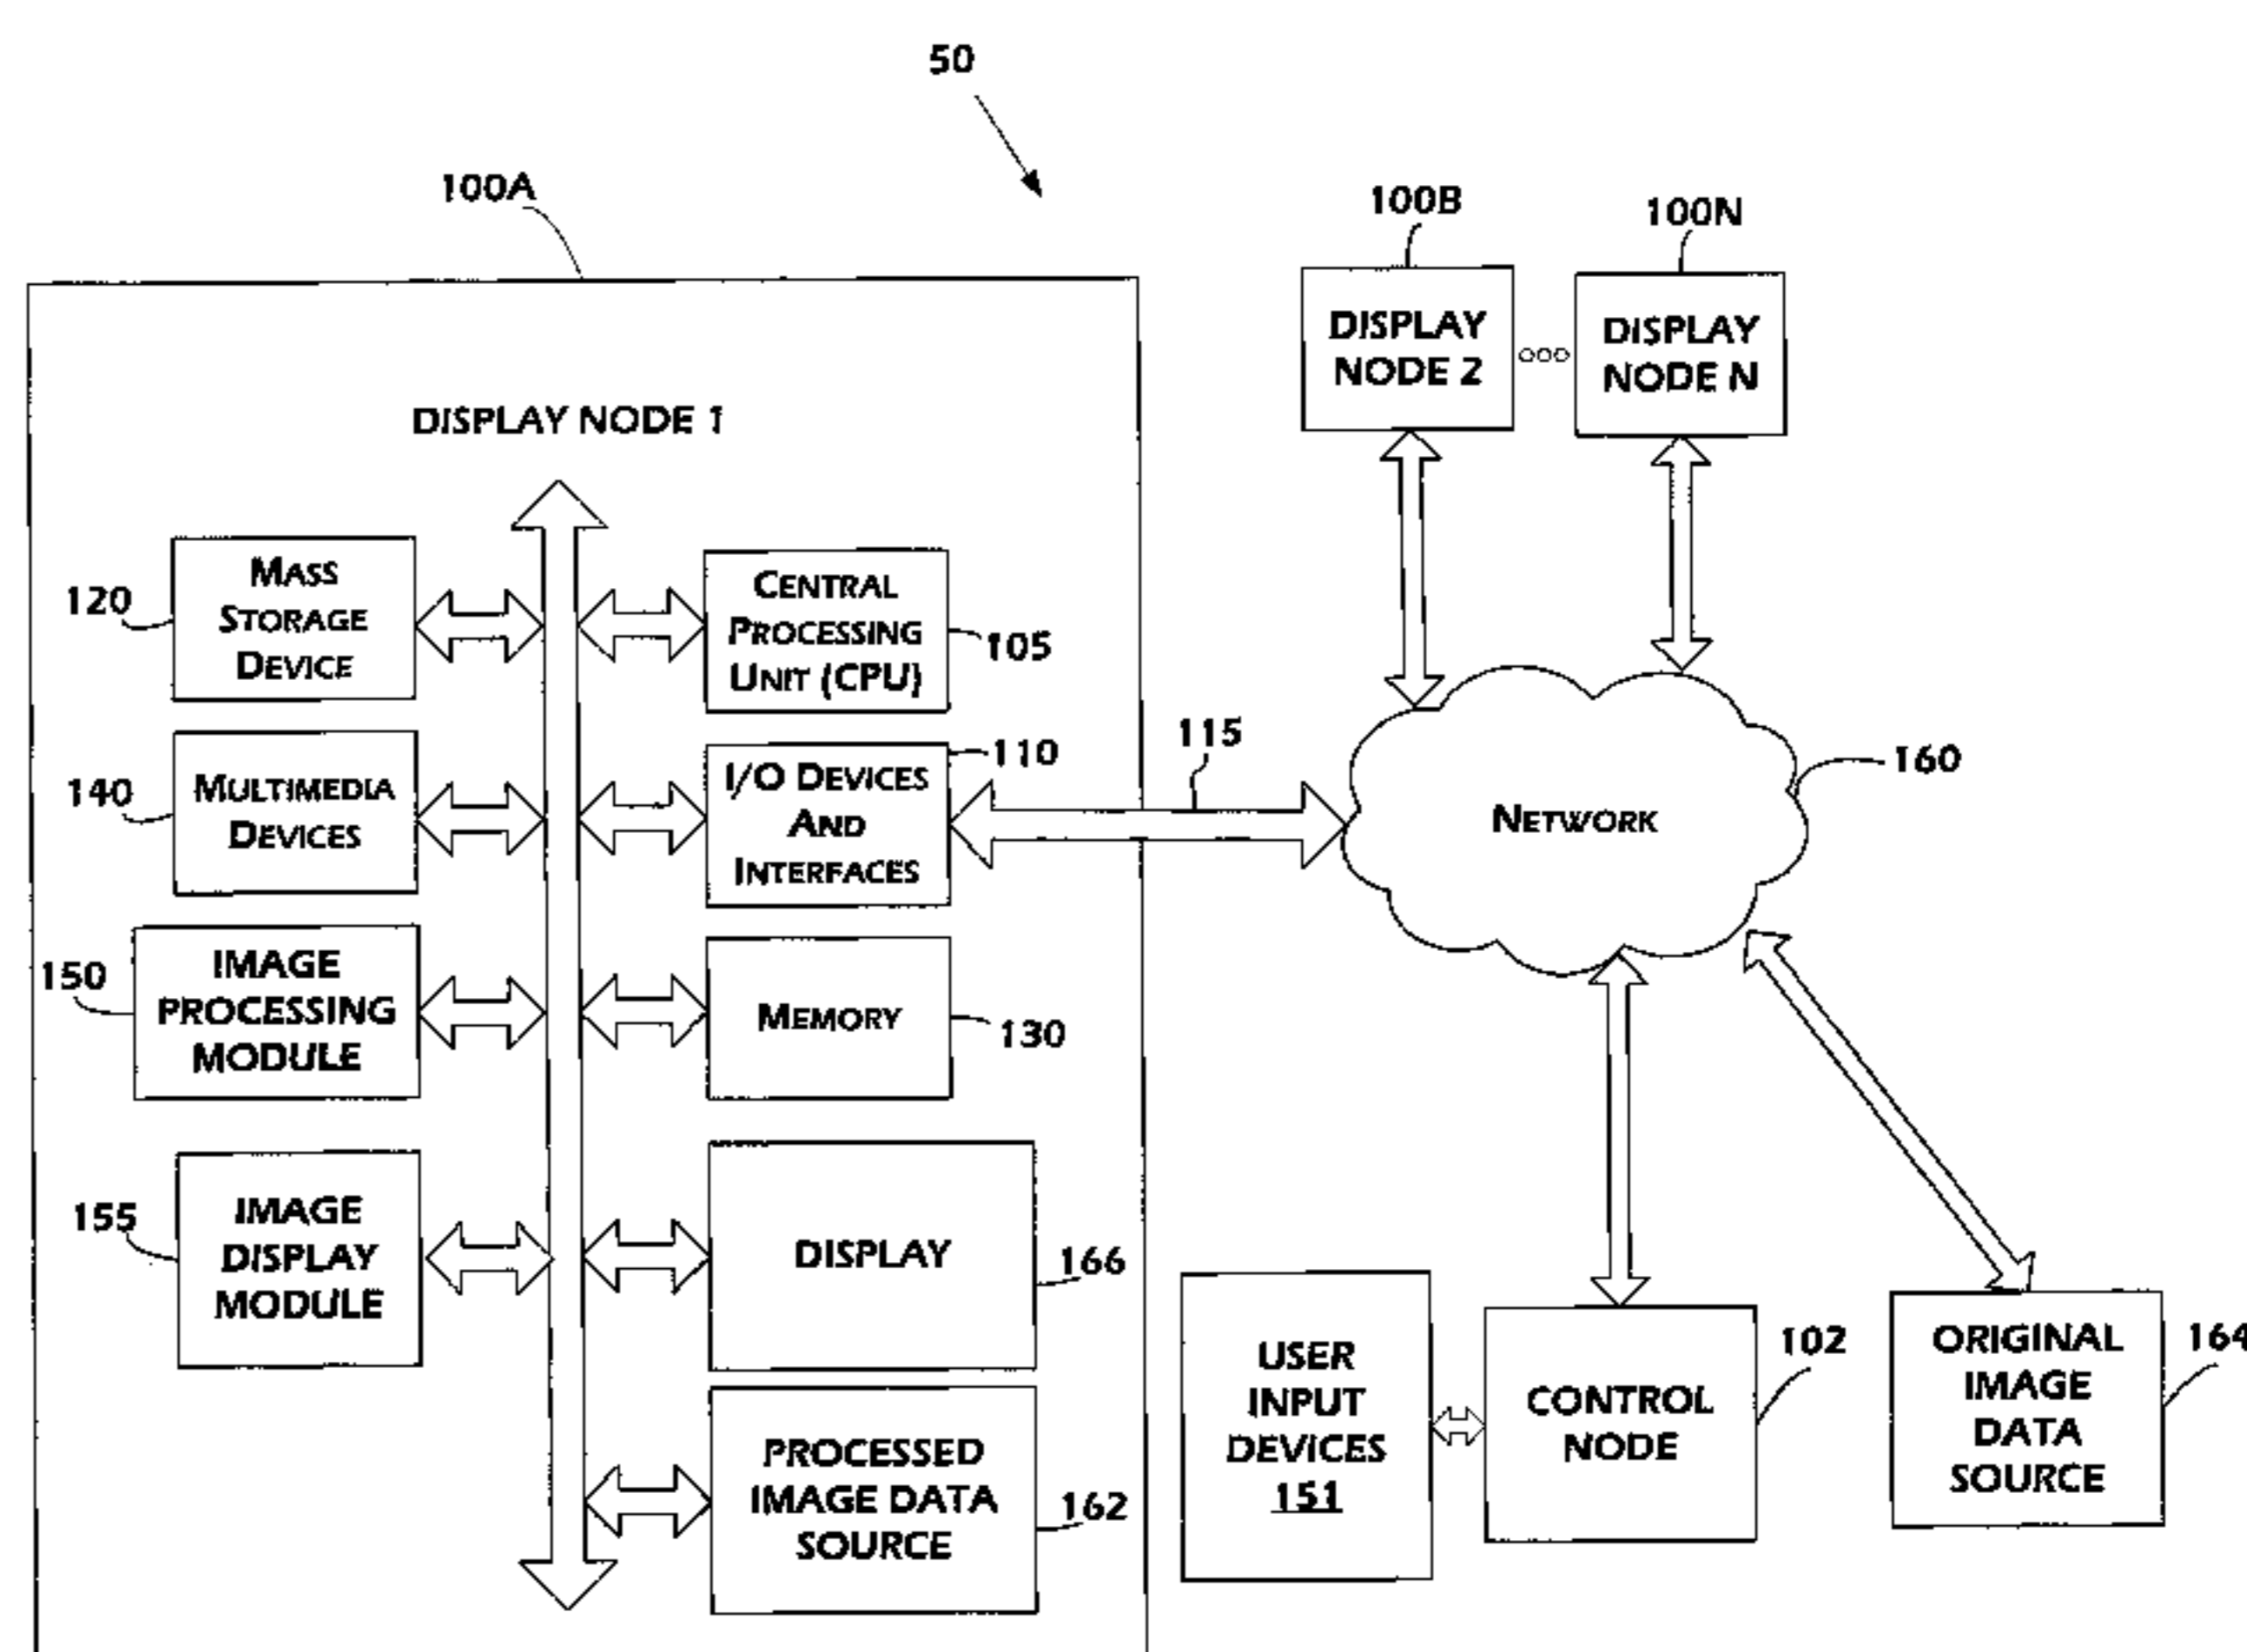 50
100A
100B
100N
DISPLAY
NODE 2
DISPLAY
NODE N
DISPLAY NODE 1
120
MASS
STORAGE
DEVICE
CENTRAL
PROCESSING
UNIT (CPU)
105
140
MULTIMEDIA
DEVICES
I/O DEVICES
AND
INTERFACES
110
115
NETWORK
160
150
IMAGE
PROCESSING
MODULE
MEMORY
130
155
IMAGE
DISPLAY
MODULE
DISPLAY
166
PROCESSED
IMAGE DATA
SOURCE
162
USER
INPUT
DEVICES
151
CONTROL
NODE
102
ORIGINAL
IMAGE
DATA
SOURCE
164